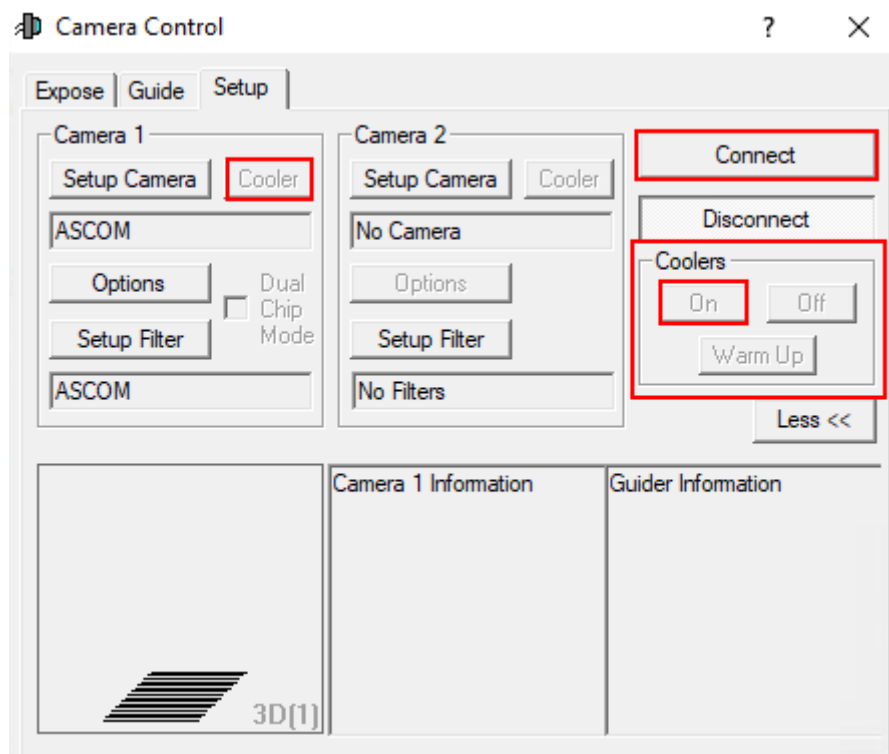 Camera Control
?
Expose Guide Setup
Camera 1
Setup Camera Cooler
ASCOM
Options
Dual
Chip
Mode
Setup Filter
ASCOM
Camera 2
Setup Camera Cooler
No Camera
Options
Setup Filter
No Filters
Connect
Disconnect
Coolers
On Off
Warm Up
Less <<
3D(1)
Camera 1 Information
Guider Information